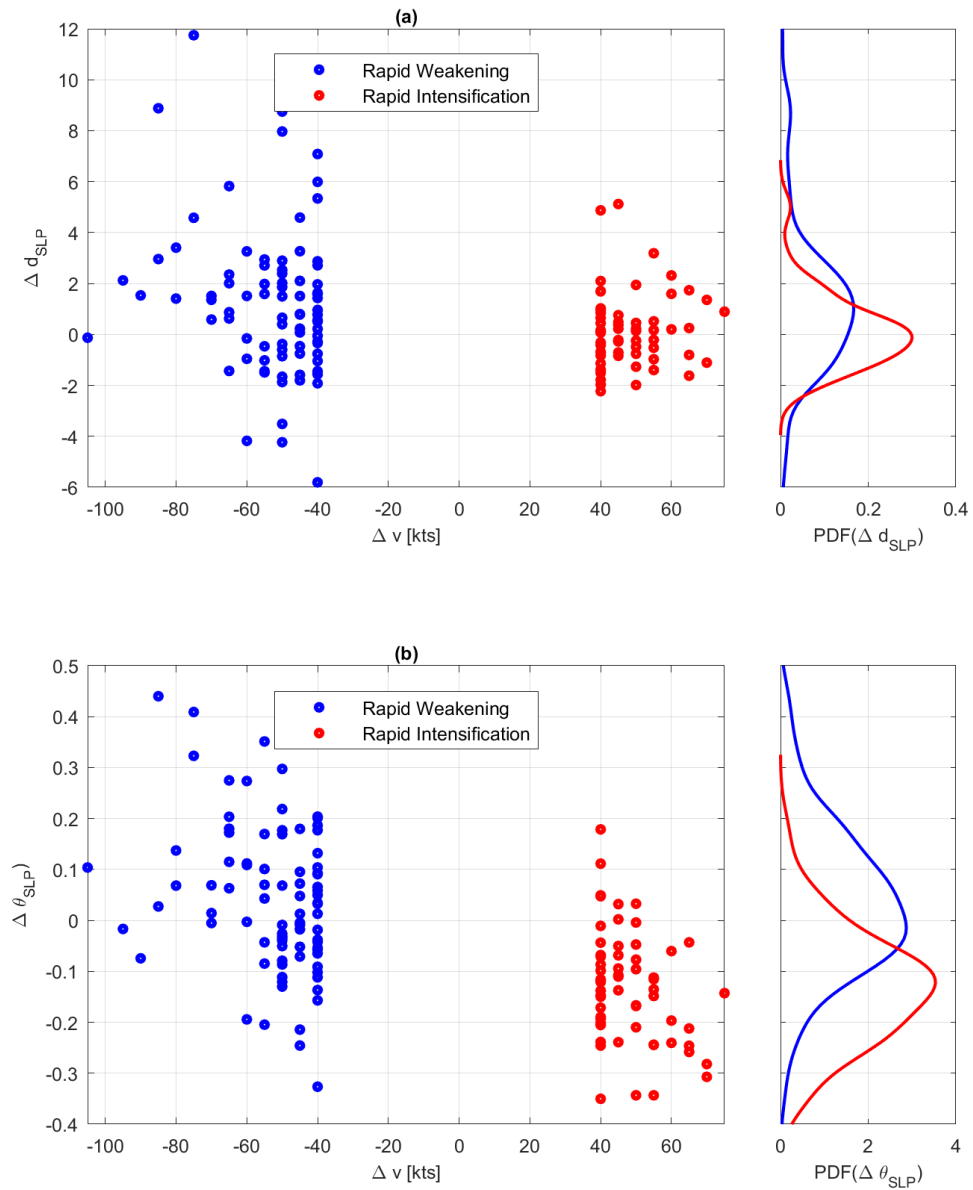 (a)
12
10
8
6
4
2
0
-2
-4
-6
Δ d_SLP
Rapid Weakening
Rapid Intensification
-100 -80 -60 -40 -20 0 20 40 60
Δ v [kts]
0 0.2 0.4
PDF(Δ d_SLP)
(b)
0.5
0.4
0.3
0.2
0.1
0
-0.1
-0.2
-0.3
-0.4
Δ θ_SLP)
Rapid Weakening
Rapid Intensification
-100 -80 -60 -40 -20 0 20 40 60
Δ v [kts]
0 2 4
PDF(Δ θ_SLP)